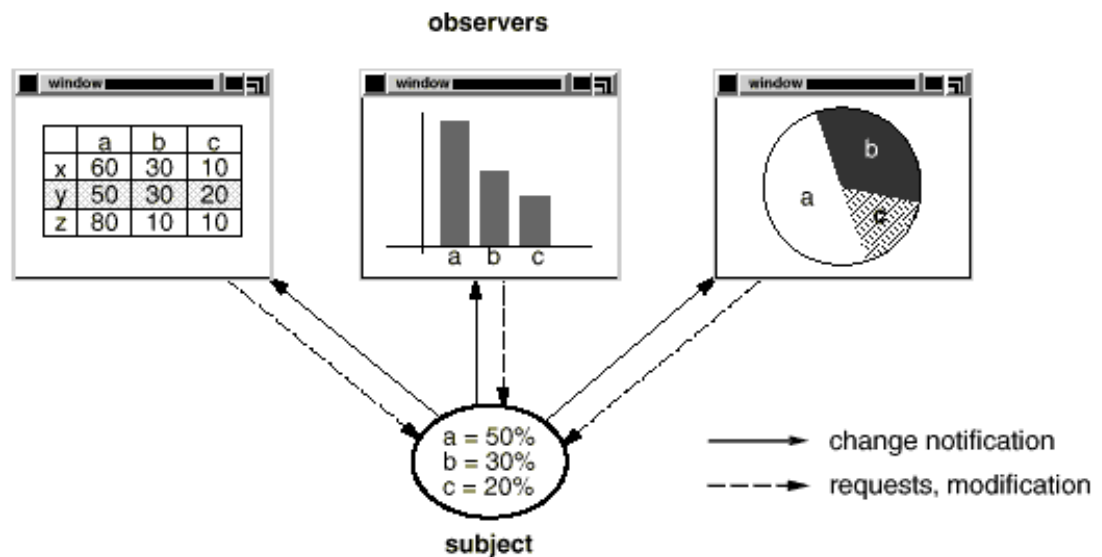 observers
window
window
window
a b c
x 60 30 10
y 50 30 20
z 80 10 10
a b c
a
b
c
a = 50%
b = 30%
c = 20%
subject
change notification
requests, modification